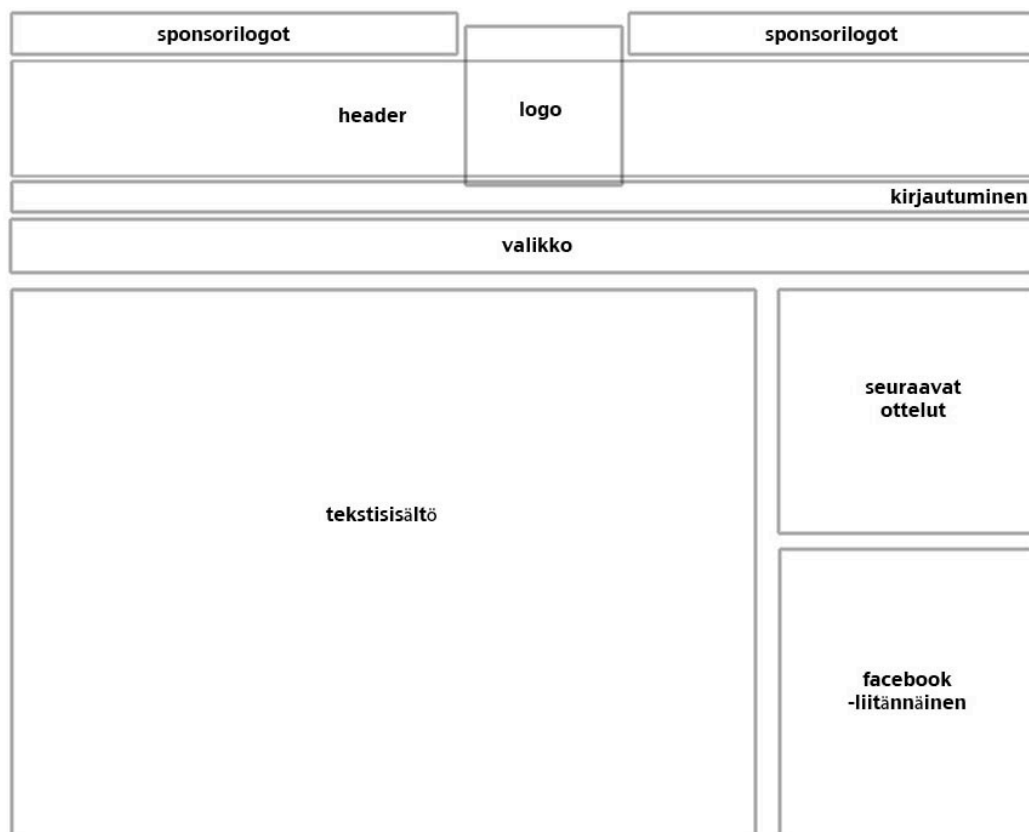 sponsorilogot
sponsorilogot
header
logo
kirjautuminen
valikko
tekstisisältö
seuraavat
ottelut
facebook
-liitännäinen